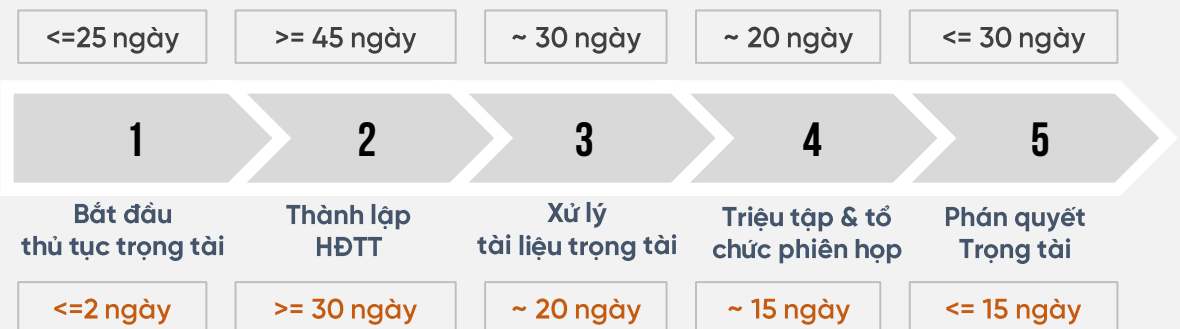 <=25 ngày
>= 45 ngày
~ 30 ngày
~ 20 ngày
<= 30 ngày
1
2
3
4
5
Bắt đầu
thủ tục trọng tài
Thành lập
HĐTT
Xử lý
tài liệu trọng tài
Triệu tập & tổ
chức phiên họp
Phán quyết
Trọng tài
<=2 ngày
>= 30 ngày
~ 20 ngày
~ 15 ngày
<= 15 ngày